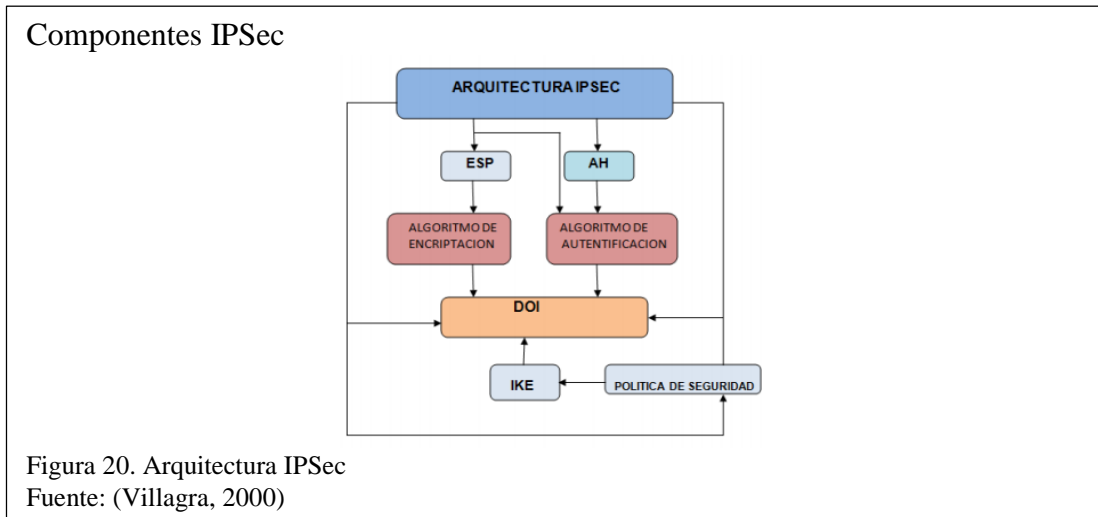 Componentes IPSec
ARQUITECTURA IPSEC
ESP
AH
ALGORITMO DE
ENCRIPTACION
ALGORITMO DE
AUTENTIFICACION
DOI
IKE
POLITICA DE SEGURIDAD
Figura 20. Arquitectura IPSec
Fuente: (Villagra, 2000)